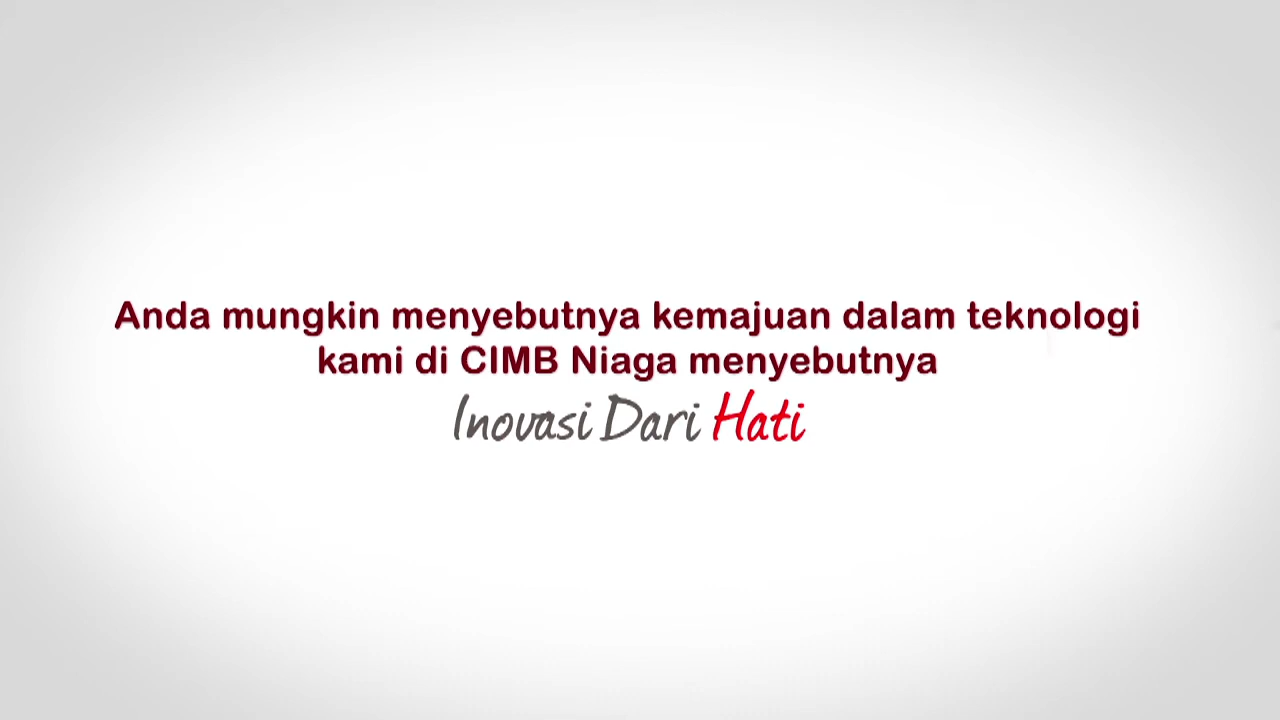 Anda mungkin menyebutnya kemajuan dalam teknologi
kami di CIMB Niaga menyebutnya
Inovasi Dari Hati